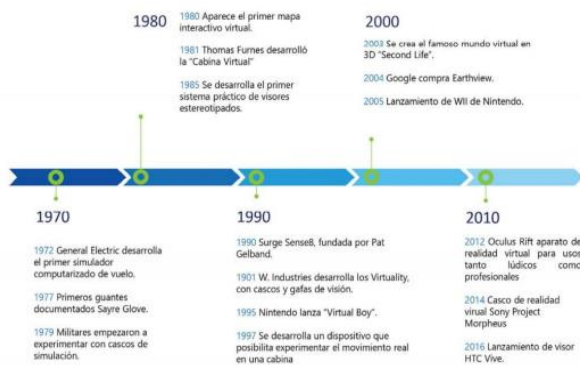 1980
1980 Aparece el primer mapa
interactivo virtual.
1981 Thomas Furnes desarrolló
la "Cabina Virtual"
1985 Se desarrolla el primer
sistema práctico de visores
estereotipados.
2000
2003 Se crea el famoso mundo virtual en
3D "Second Life".
2004 Google compra Earthview.
2005 Lanzamiento de WII de Nintendo.
1970
1972 General Electric desarrolla
el primer simulador
computarizado de vuelo.
1977 Primeros guantes
documentados Sayre Glove.
1979 Militares empezaron a
experimentar con cascos de
simulación.
1990
1990 Surge Sense8, fundada por Pat
Gelband.
1901 W. Industries desarrolla los Virtuality,
con cascos y gafas de visión.
1995 Nintendo lanza "Virtual Boy".
1997 Se desarrolla un dispositivo que
posibilita experimentar el movimiento real
en una cabina
2010
2012 Oculus Rift aparato de
realidad virtual para usos
tanto lúdicos como
profesionales
2014 Casco de realidad
virual Sony Project
Morpheus
2016 Lanzamiento de visor
HTC Vive.